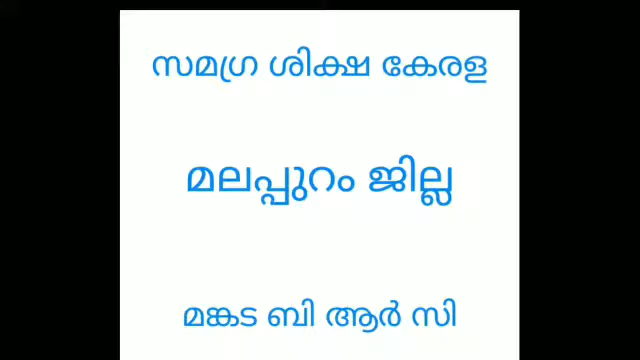 സമഗ്ര ശിക്ഷ കേരള
മലപ്പുറം ജില്ല
മങ്കട ബി ആർ സി